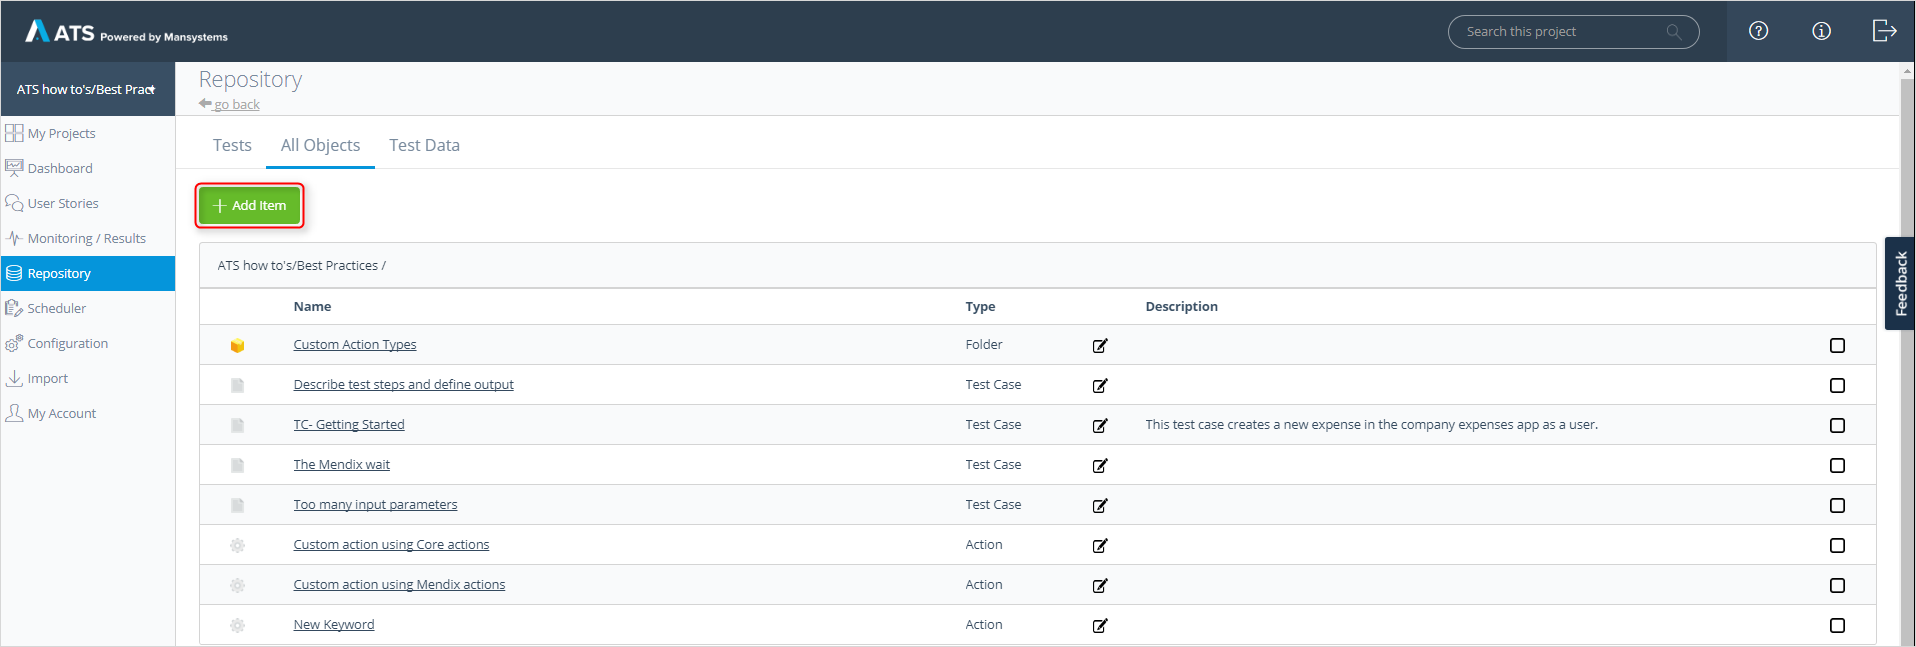 ATS Powered by Mansystems
Search this project
ATS how to's/Best Pract
Repository
go back
My Projects
Dashboard
User Stories
Monitoring / Results
Repository
Scheduler
Configuration
Import
My Account
Tests All Objects Test Data
+ Add Item
ATS how to's/Best Practices /
Name Type Description
Custom Action Types Folder
Describe test steps and define output Test Case
TC- Getting Started Test Case This test case creates a new expense in the company expenses app as a user.
The Mendix wait Test Case
Too many input parameters Test Case
Custom action using Core actions Action
Custom action using Mendix actions Action
New Keyword Action
Feedback